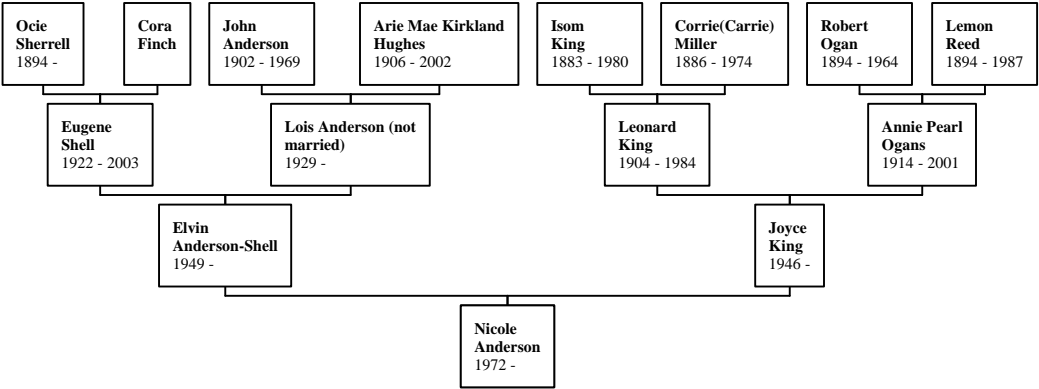 Ocie
Sherrell
1894 -
Cora
Finch
John
Anderson
1902 - 1969
Arie Mae Kirkland
Hughes
1906 - 2002
Isom
King
1883 - 1980
Corrie(Carrie)
Miller
1886 - 1974
Robert
Ogan
1894 - 1964
Lemon
Reed
1894 - 1987
Eugene
Shell
1922 - 2003
Lois Anderson (not
married)
1929 -
Leonard
King
1904 - 1984
Annie Pearl
Ogans
1914 - 2001
Elvin
Anderson-Shell
1949 -
Joyce
King
1946 -
Nicole
Anderson
1972 -